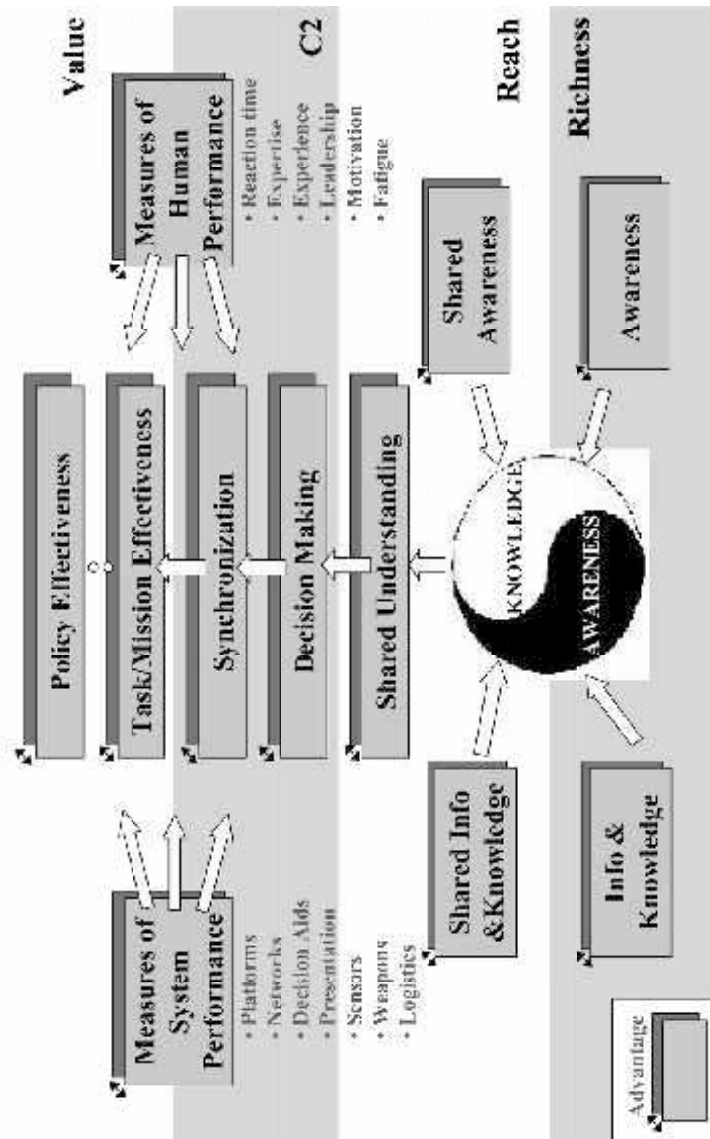 Value
C2
Reach
Richness
Policy Effectiveness
Task/Mission Effectiveness
Synchronization
Decision Making
Shared Understanding
Measures of
System
Performance
• Platforms
• Networks
• Decision Aids
• Presentation
• Sensors
• Weapons
• Logistics
Measures of
Human
Performance
• Reaction time
• Expertise
• Experience
• Leadership
• Motivation
• Fatigue
Shared Info
&Knowledge
KNOWLEDGE
AWARENESS
Shared
Awareness
Info &
Knowledge
Awareness
Advantage